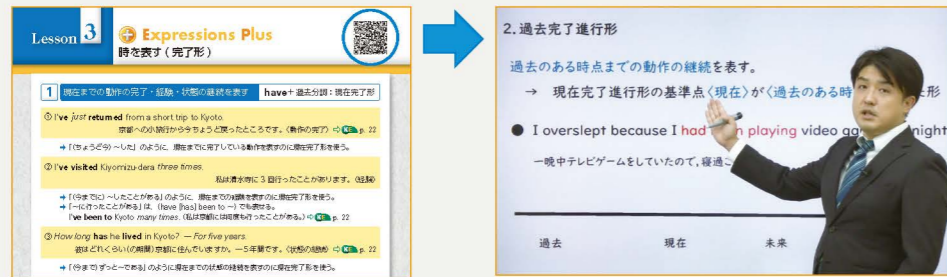 Lesson 3
Expressions Plus
時を表す(完了形)
1 現在までの動作の完了・経験・状態の継続を表す have+過去分詞:現在完了形
① I've just returned from a short trip to Kyoto.
京都への小旅行から今ちょうど戻ったところです。〈動作の完了〉 p. 22
→「(ちょうど今)~した」のように、現在までに完了している動作を表すのに現在完了形を使う。
② I've visited Kiyomizu-dera three times.
私は清水寺に3回行ったことがあります。〈経験〉
→「(今までに)~したことがある」のように、現在までの経験を表すのに現在完了形を使う。
→「~に行ったことがある」は、〈have [has] been to ~〉でも表せる。
I've been to Kyoto many times. (私は京都には何度も行ったことがある。) p. 22
③ How long has he lived in Kyoto? — For five years.
彼はどれくらい(の期間)京都に住んでいますか。—5年間です。〈状態の継続〉 p. 22
→「(今まで)ずっと~である」のように現在までの状態の継続を表すのに現在完了形を使う。
2. 過去完了進行形
過去のある時点までの動作の継続を表す。
→ 現在完了進行形の基準点〈現在〉が〈過去のある時 形
● I overslept because I had n playing video ga night
一晩中テレビゲームをしていたので,寝過ご
過去 現在 未来